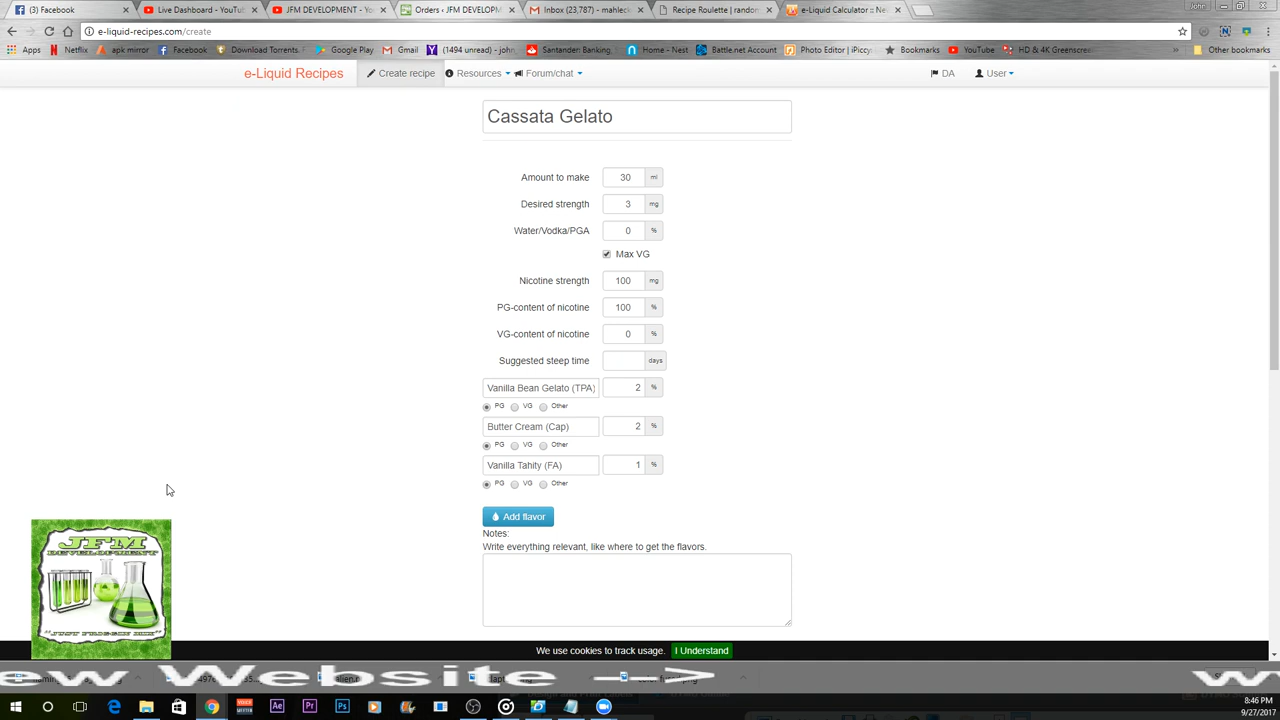 (3) Facebook
Live Dashboard - YouTu
JFM DEVELOPMENT - Yo
Orders ‹ JFM DEVELOPM
Inbox (23,787) - mahlec
Recipe Roulette | random
e-Liquid Calculator :: Ne
John
e-liquid-recipes.com/create
Apps
Netflix
apk mirror
Facebook
Download Torrents.
Google Play
Gmail
(1494 unread) - john
Santander: Banking,
Home - Nest
Battle.net Account
Photo Editor | iPiccy
Bookmarks
YouTube
HD & 4K Greenscree
Other bookmarks
e-Liquid Recipes
Create recipe
Resources
Forum/chat
DA
User
Cassata Gelato
Amount to make 30 ml
Desired strength 3 mg
Water/Vodka/PGA 0 %
Max VG
Nicotine strength 100 mg
PG-content of nicotine 100 %
VG-content of nicotine 0 %
Suggested steep time days
Vanilla Bean Gelato (TPA) 2 %
PG VG Other
Butter Cream (Cap) 2 %
PG VG Other
Vanilla Tahity (FA) 1 %
PG VG Other
Add flavor
Notes:
Write everything relevant, like where to get the flavors.
JFM
DEVELOPMENT
We use cookies to track usage. I Understand
ew Website --> w
8:46 PM
9/27/2017